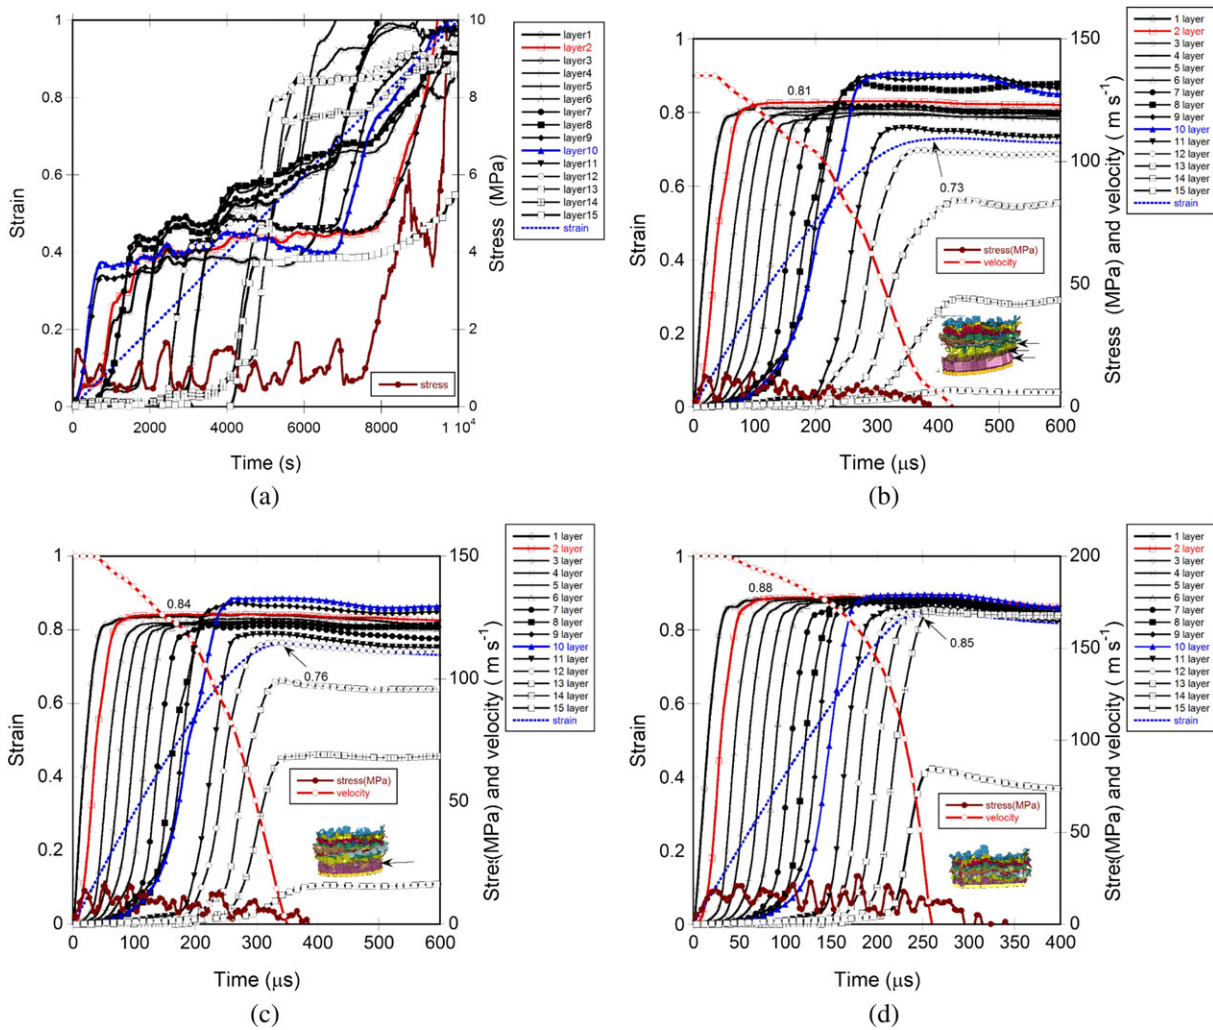 1
0.8
0.6
0.4
0.2
0
10
8
6
4
2
0
0
2000
4000
6000
8000
1 10⁴
Strain
Stress (MPa)
Time (s)
layer1
layer2
layer3
layer4
layer5
layer6
layer7
layer8
layer9
layer10
layer11
layer12
layer13
layer14
layer15
strain
stress
(a)
1
0.8
0.6
0.4
0.2
0
150
100
50
0
0
100
200
300
400
500
600
Strain
Stress (MPa) and velocity ( m s⁻¹)
Time (μs)
0.81
0.73
stress(MPa)
velocity
1 layer
2 layer
3 layer
4 layer
5 layer
6 layer
7 layer
8 layer
9 layer
10 layer
11 layer
12 layer
13 layer
14 layer
15 layer
strain
(b)
1
0.8
0.6
0.4
0.2
0
150
100
50
0
0
100
200
300
400
500
600
Strain
Stress(MPa) and velocity ( m s⁻¹)
Time (μs)
0.84
0.76
stress(MPa)
velocity
1 layer
2 layer
3 layer
4 layer
5 layer
6 layer
7 layer
8 layer
9 layer
10 layer
11 layer
12 layer
13 layer
14 layer
15 layer
strain
(c)
1
0.8
0.6
0.4
0.2
0
200
150
100
50
0
0
50
100
150
200
250
300
350
400
Strain
Stress(MPa) and velocity ( m s⁻¹)
Time (μs)
0.88
0.85
stress(MPa)
velocity
1 layer
2 layer
3 layer
4 layer
5 layer
6 layer
7 layer
8 layer
9 layer
10 layer
11 layer
12 layer
13 layer
14 layer
15 layer
strain
(d)